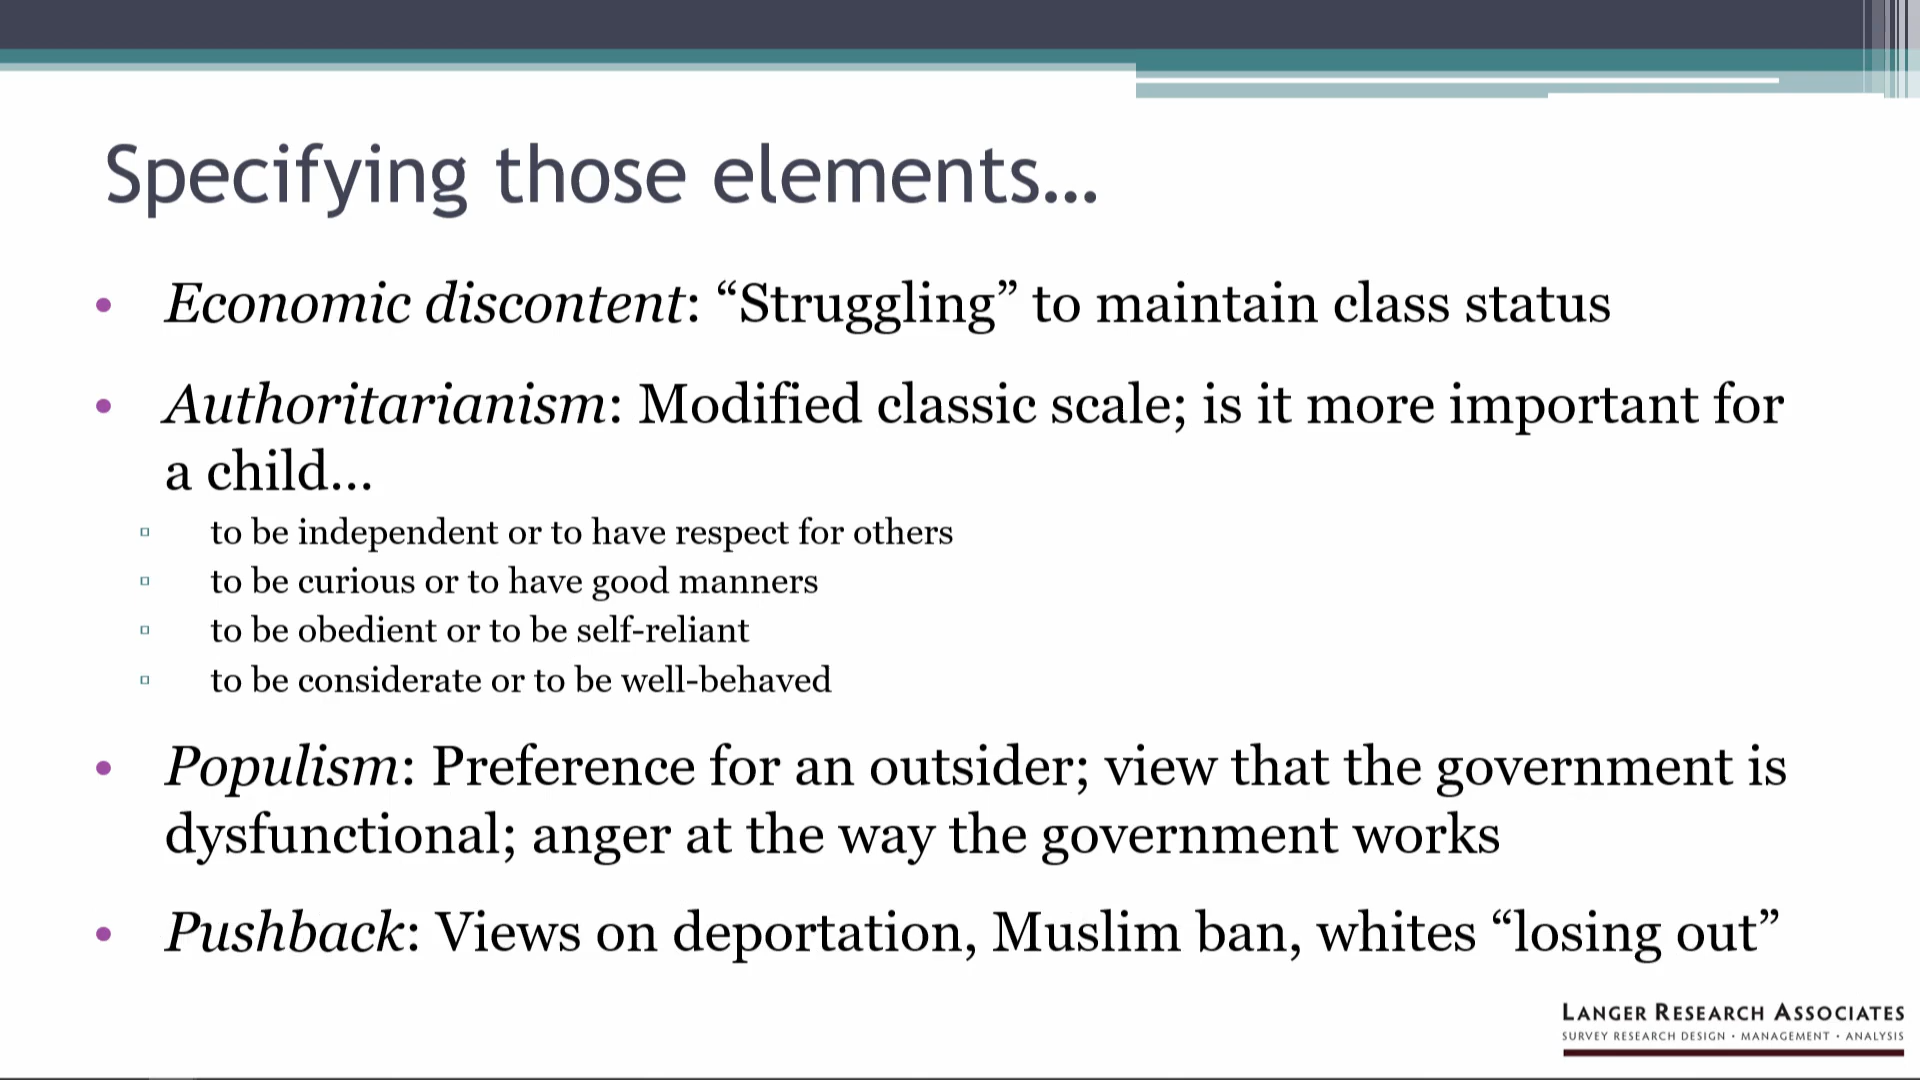 Specifying those elements...
• Economic discontent: “Struggling” to maintain class status
• Authoritarianism: Modified classic scale; is it more important for
a child…
▫ to be independent or to have respect for others
▫ to be curious or to have good manners
▫ to be obedient or to be self-reliant
▫ to be considerate or to be well-behaved
• Populism: Preference for an outsider; view that the government is
dysfunctional; anger at the way the government works
• Pushback: Views on deportation, Muslim ban, whites “losing out”
LANGER RESEARCH ASSOCIATES
SURVEY RESEARCH DESIGN · MANAGEMENT · ANALYSIS